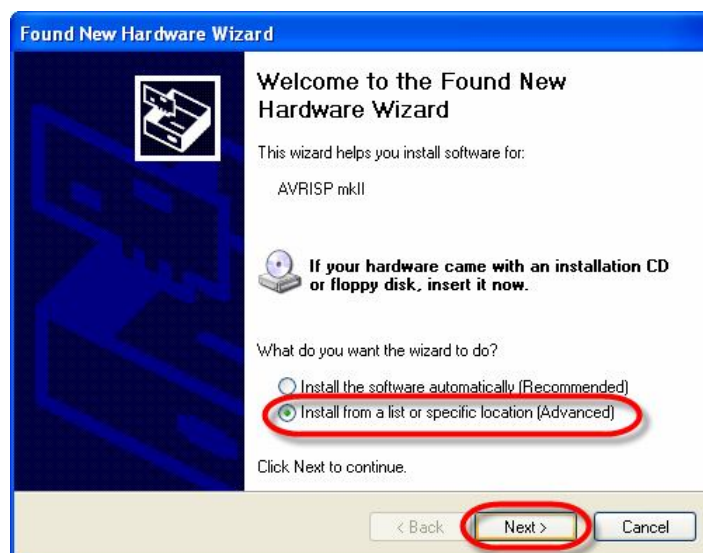 Found New Hardware Wizard
Welcome to the Found New
Hardware Wizard
This wizard helps you install software for:
AVRISP mkII
If your hardware came with an installation CD
or floppy disk, insert it now.
What do you want the wizard to do?
Install the software automatically (Recommended)
Install from a list or specific location (Advanced)
Click Next to continue.
< Back Next > Cancel